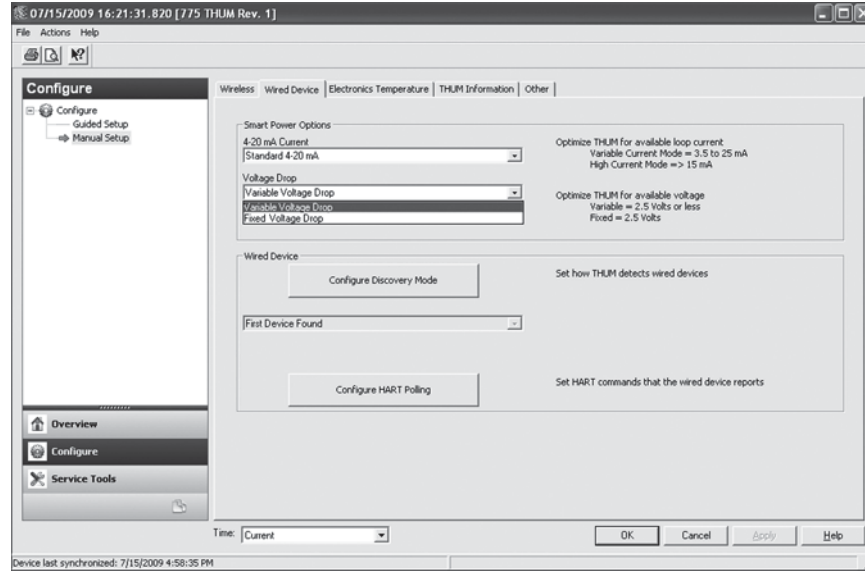 07/15/2009 16:21:31.820 [775 THUM Rev. 1]
File Actions Help
Configure
Configure
Guided Setup
Manual Setup
Overview
Configure
Service Tools
Wireless Wired Device Electronics Temperature THUM Information Other
Smart Power Options
4-20 mA Current
Standard 4-20 mA
Optimize THUM for available loop current
Variable Current Mode = 3.5 to 25 mA
High Current Mode => 15 mA
Voltage Drop
Variable Voltage Drop
Variable Voltage Drop
Fixed Voltage Drop
Optimize THUM for available voltage
Variable = 2.5 Volts or less
Fixed = 2.5 Volts
Wired Device
Configure Discovery Mode
Set how THUM detects wired devices
First Device Found
Configure HART Polling
Set HART commands that the wired device reports
Time: Current
OK Cancel Apply Help
Device last synchronized: 7/15/2009 4:58:35 PM